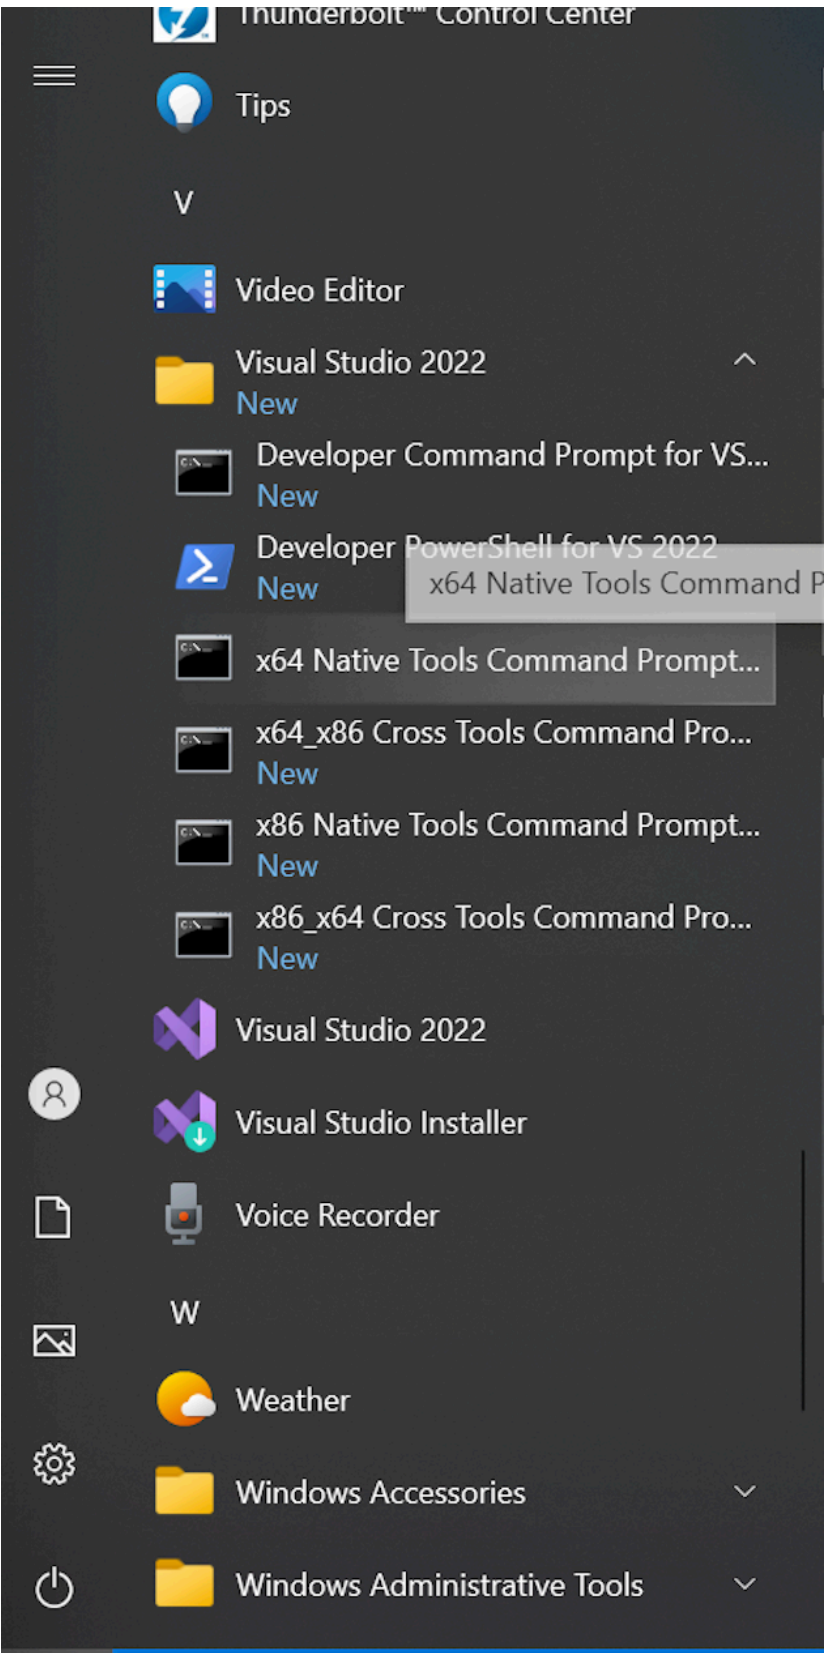 Thunderbolt™ Control Center
Tips
V
Video Editor
Visual Studio 2022
New
Developer Command Prompt for VS...
New
Developer PowerShell for VS 2022
New
x64 Native Tools Command P
x64 Native Tools Command Prompt...
x64_x86 Cross Tools Command Pro...
New
x86 Native Tools Command Prompt...
New
x86_x64 Cross Tools Command Pro...
New
Visual Studio 2022
Visual Studio Installer
Voice Recorder
W
Weather
Windows Accessories
Windows Administrative Tools